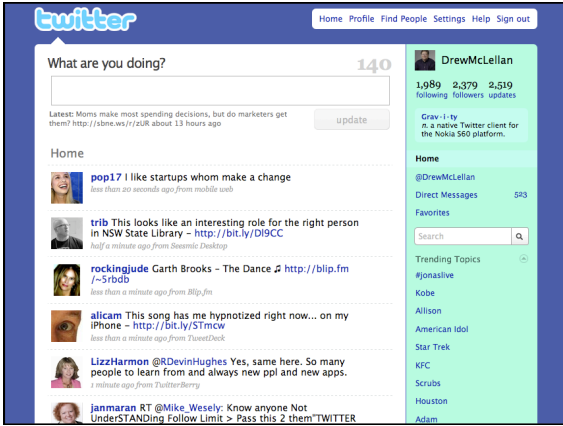 twitter
Home Profile Find People Settings Help Sign out
What are you doing?
140
Latest: Moms make most spending decisions, but do marketers get
them? http://sbne.ws/r/zUR about 13 hours ago
update
Home
pop17 I like startups whom make a change
less than 20 seconds ago from mobile web
trib This looks like an interesting role for the right person
in NSW State Library - http://bit.ly/DI9CC
half a minute ago from Seesmic Desktop
rockingjude Garth Brooks - The Dance ♫ http://blip.fm
/~5rbdb
less than a minute ago from Blip.fm
alicam This song has me hypnotized right now... on my
iPhone - http://bit.ly/STmcw
less than a minute ago from TweetDeck
LizzHarmon @RDevinHughes Yes, same here. So many
people to learn from and always new ppl and new apps.
1 minute ago from TwitterBerry
janmaran RT @Mike_Wesely: Know anyone Not
UnderSTANDing Follow Limit > Pass this 2 them"TWITTER
DrewMcLellan
1,989 2,379 2,519
following followers updates
Grav·i·ty
n. a native Twitter client for
the Nokia S60 platform.
Home
@DrewMcLellan
Direct Messages 523
Favorites
Search
Trending Topics
#jonaslive
Kobe
Allison
American Idol
Star Trek
KFC
Scrubs
Houston
Adam